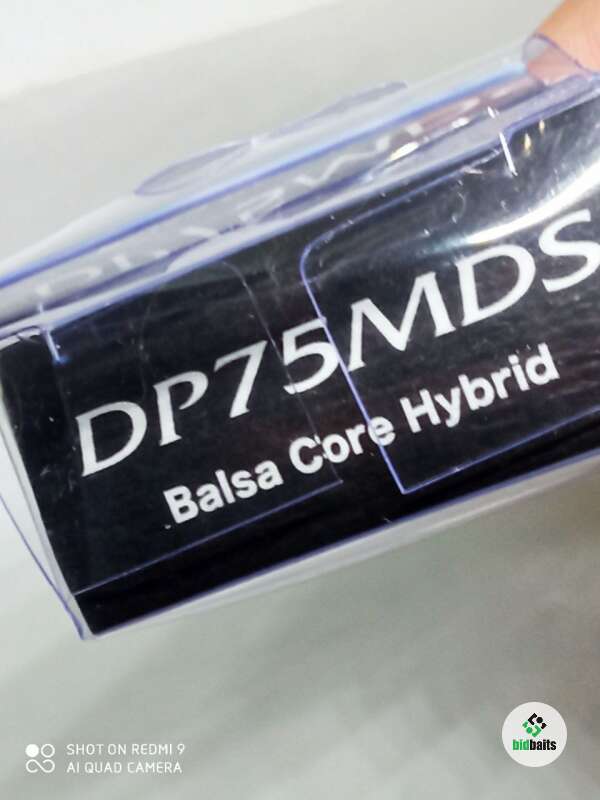 DP75MDS
Balsa Core Hybrid
SHOT ON REDMI 9
AI QUAD CAMERA
bidbaits